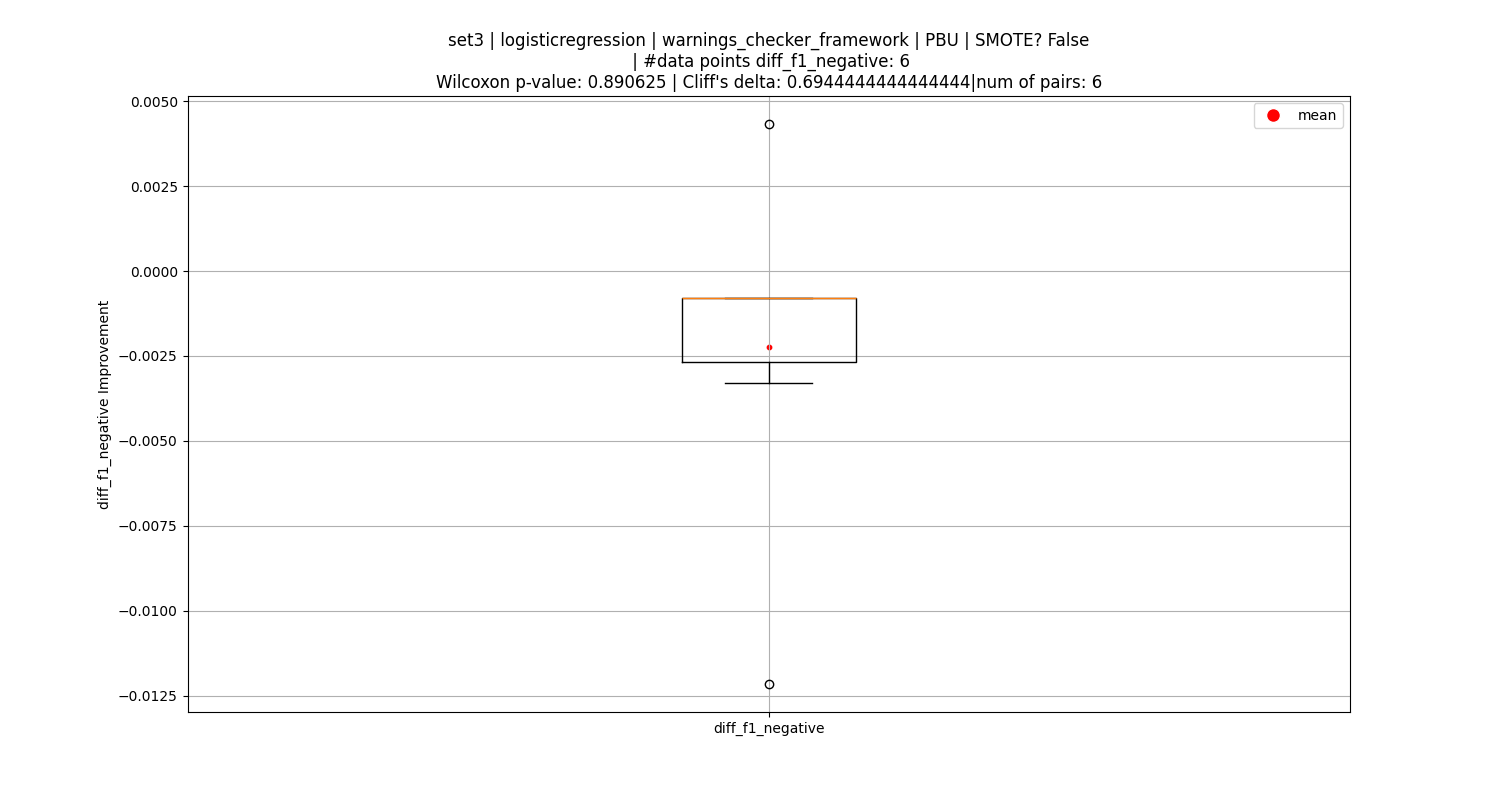 set3 | logisticregression | warnings_checker_framework | PBU | SMOTE? False
| #data points diff_f1_negative: 6
Wilcoxon p-value: 0.890625 | Cliff's delta: 0.6944444444444444|num of pairs: 6
mean
0.0050
0.0025
0.0000
−0.0025
−0.0050
−0.0075
−0.0100
−0.0125
diff_f1_negative Improvement
diff_f1_negative